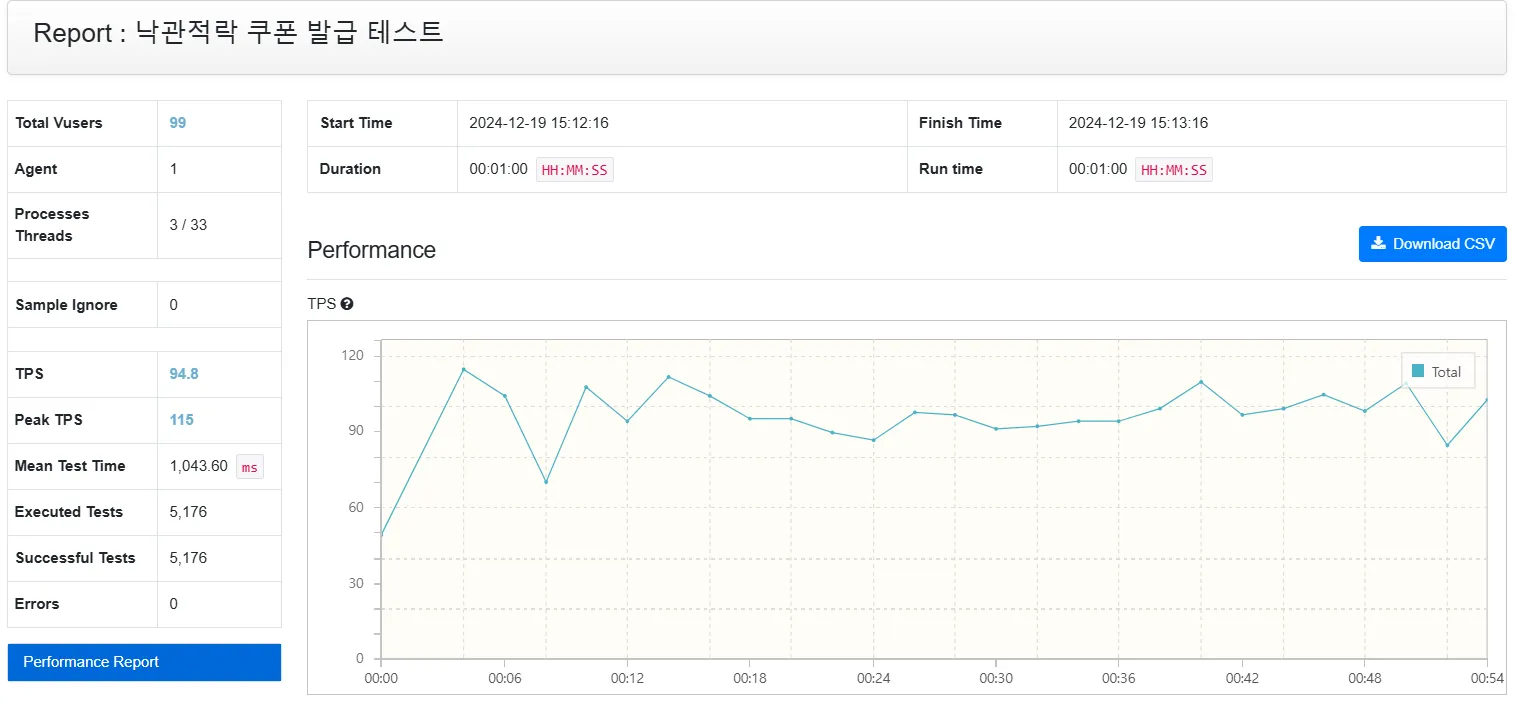 Report : 낙관적락 쿠폰 발급 테스트
Total Vusers 99
Agent 1
Processes
Threads
3 / 33
Sample Ignore 0
TPS 94.8
Peak TPS 115
Mean Test Time 1,043.60 ms
Executed Tests 5,176
Successful Tests 5,176
Errors 0
Performance Report
Start Time 2024-12-19 15:12:16 Finish Time 2024-12-19 15:13:16
Duration 00:01:00 HH:MM:SS Run time 00:01:00 HH:MM:SS
Performance
Download CSV
TPS ?
Total
120
90
60
30
0
00:00 00:06 00:12 00:18 00:24 00:30 00:36 00:42 00:48 00:54